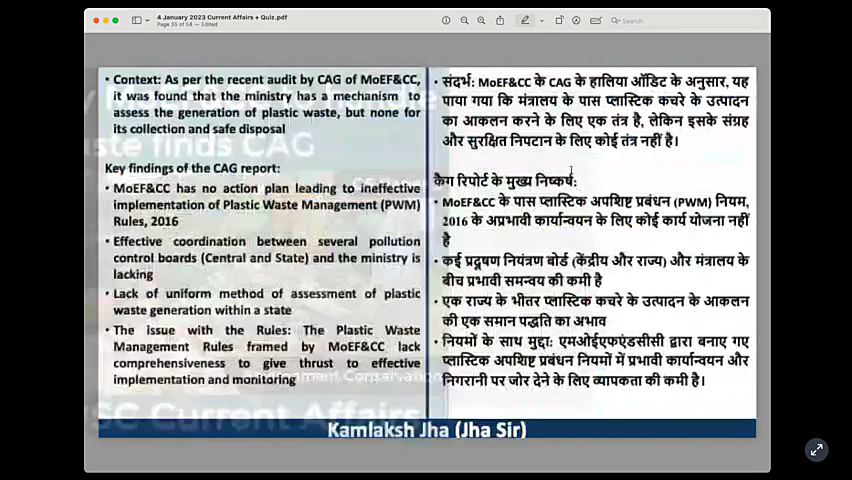 4 January 2023 Current Affairs + Quiz.pdf
Page 35 of 54 — Edited
Search
• Context: As per the recent audit by CAG of MoEF&CC,
it was found that the ministry has a mechanism to
assess the generation of plastic waste, but none for
its collection and safe disposal
Key findings of the CAG report:
• MoEF&CC has no action plan leading to ineffective
implementation of Plastic Waste Management (PWM)
Rules, 2016
• Effective coordination between several pollution
control boards (Central and State) and the ministry is
lacking
• Lack of uniform method of assessment of plastic
waste generation within a state
• The issue with the Rules: The Plastic Waste
Management Rules framed by MoEF&CC lack
comprehensiveness to give thrust to effective
implementation and monitoring
• संदर्भ: MoEF&CC के CAG के हालिया ऑडिट के अनुसार, यह
पाया गया कि मंत्रालय के पास प्लास्टिक कचरे के उत्पादन
का आकलन करने के लिए एक तंत्र है, लेकिन इसके संग्रह
और सुरक्षित निपटान के लिए कोई तंत्र नहीं है।
कैग रिपोर्ट के मुख्य निष्कर्ष:
• MoEF&CC के पास प्लास्टिक अपशिष्ट प्रबंधन (PWM) नियम,
2016 के अप्रभावी कार्यान्वयन के लिए कोई कार्य योजना नहीं
है
• कई प्रदूषण नियंत्रण बोर्ड (केंद्रीय और राज्य) और मंत्रालय के
बीच प्रभावी समन्वय की कमी है
• एक राज्य के भीतर प्लास्टिक कचरे के उत्पादन के आकलन
की एक समान पद्धति का अभाव
• नियमों के साथ मुद्दा: एमओईएफएंडसीसी द्वारा बनाए गए
प्लास्टिक अपशिष्ट प्रबंधन नियमों में प्रभावी कार्यान्वयन और
निगरानी पर जोर देने के लिए व्यापकता की कमी है।
aste finds CAG
SC Current Affairs
Kamlaksh Jha (Jha Sir)